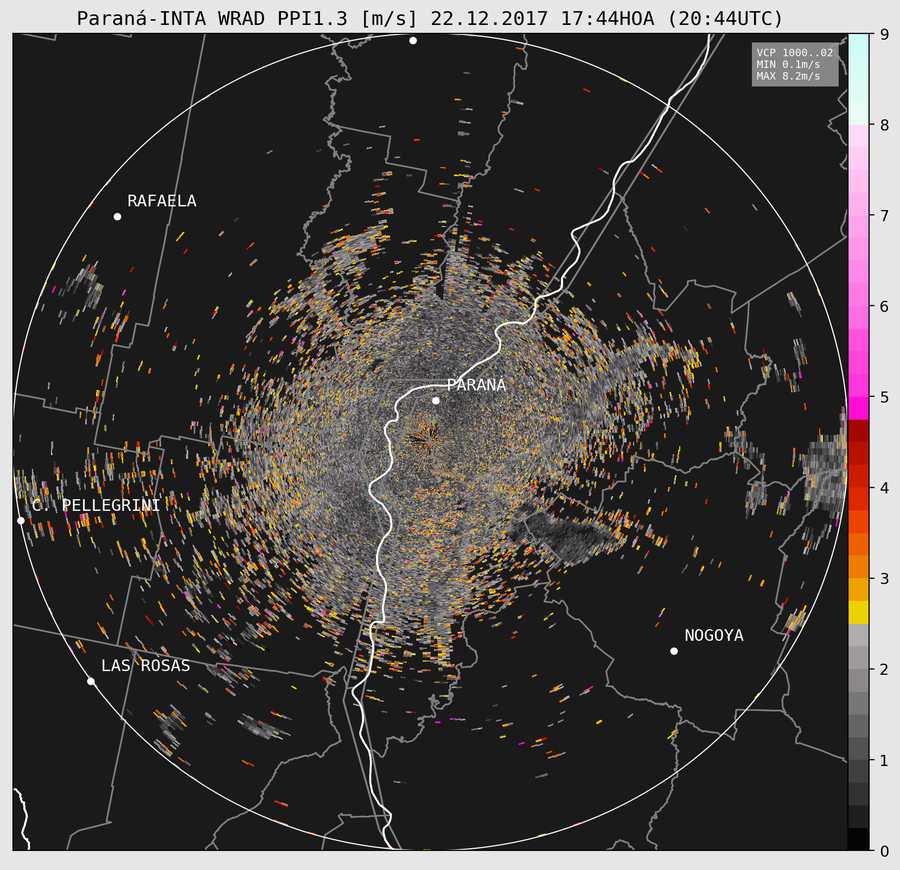 Paraná-INTA WRAD PPI1.3 [m/s] 22.12.2017 17:44HOA (20:44UTC)
VCP 1000..02
MIN 0.1m/s
MAX 8.2m/s
RAFAELA
PARANA
C. PELLEGRINI
NOGOYA
LAS ROSAS
9
8
7
6
5
4
3
2
1
0